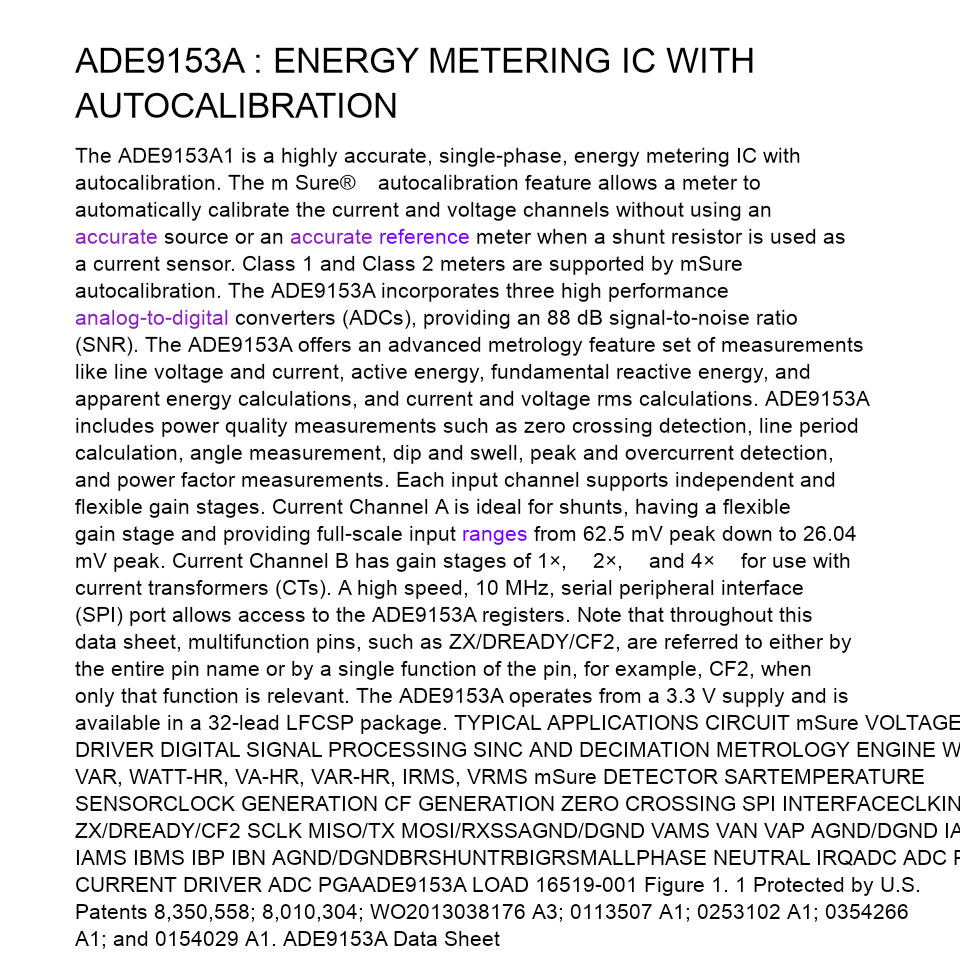 ADE9153A : ENERGY METERING IC WITH
AUTOCALIBRATION
The ADE9153A1 is a highly accurate, single-phase, energy metering IC with
autocalibration. The m Sure® autocalibration feature allows a meter to
automatically calibrate the current and voltage channels without using an
accurate source or an accurate reference meter when a shunt resistor is used as
a current sensor. Class 1 and Class 2 meters are supported by mSure
autocalibration. The ADE9153A incorporates three high performance
analog-to-digital converters (ADCs), providing an 88 dB signal-to-noise ratio
(SNR). The ADE9153A offers an advanced metrology feature set of measurements
like line voltage and current, active energy, fundamental reactive energy, and
apparent energy calculations, and current and voltage rms calculations. ADE9153A
includes power quality measurements such as zero crossing detection, line period
calculation, angle measurement, dip and swell, peak and overcurrent detection,
and power factor measurements. Each input channel supports independent and
flexible gain stages. Current Channel A is ideal for shunts, having a flexible
gain stage and providing full-scale input ranges from 62.5 mV peak down to 26.04
mV peak. Current Channel B has gain stages of 1×, 2×, and 4× for use with
current transformers (CTs). A high speed, 10 MHz, serial peripheral interface
(SPI) port allows access to the ADE9153A registers. Note that throughout this
data sheet, multifunction pins, such as ZX/DREADY/CF2, are referred to either by
the entire pin name or by a single function of the pin, for example, CF2, when
only that function is relevant. The ADE9153A operates from a 3.3 V supply and is
available in a 32-lead LFCSP package. TYPICAL APPLICATIONS CIRCUIT mSure VOLTAGE
DRIVER DIGITAL SIGNAL PROCESSING SINC AND DECIMATION METROLOGY ENGINE
VAR, WATT-HR, VA-HR, VAR-HR, IRMS, VRMS mSure DETECTOR SARTEMPERATURE
SENSORCLOCK GENERATION CF GENERATION ZERO CROSSING SPI INTERFACECLKIN
ZX/DREADY/CF2 SCLK MISO/TX MOSI/RXSSAGND/DGND VAMS VAN VAP AGND/DGND
IAMS IBMS IBP IBN AGND/DGNDBRSHUNTRBIGRSMALLPHASE NEUTRAL IRQADC ADC
CURRENT DRIVER ADC PGAADE9153A LOAD 16519-001 Figure 1. 1 Protected by U.S.
Patents 8,350,558; 8,010,304; WO2013038176 A3; 0113507 A1; 0253102 A1; 0354266
A1; and 0154029 A1. ADE9153A Data Sheet